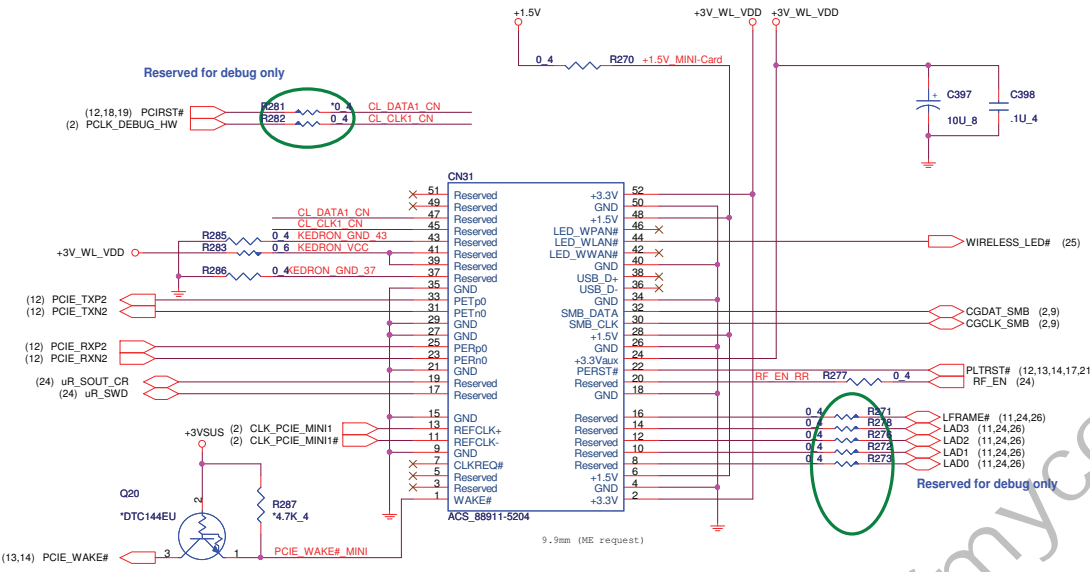 +1.5V
+3V_WL_VDD +3V_WL_VDD
0_4 R270 +1.5V_MINI-Card
Reserved for debug only
C397
10U_8
C398
.1U_4
(12,18,19) PCIRST# R281 *0_4 CL_DATA1_CN
(2) PCLK_DEBUG_HW R282 0_4 CL_CLK1_CN
CN31
51 Reserved +3.3V 52
49 Reserved GND 50
CL_DATA1_CN 47 Reserved +1.5V 48
CL_CLK1_CN 45 Reserved LED_WPAN# 46
R285 0_4 KEDRON_GND_43 43 Reserved LED_WLAN# 44 WIRELESS_LED# (25)
+3V_WL_VDD R283 0_6 KEDRON_VCC 41 Reserved LED_WWAN# 42
39 Reserved GND 40
R286 0_4 KEDRON_GND_37 37 Reserved USB_D+ 38
35 GND USB_D- 36
(12) PCIE_TXP2 33 PETp0 GND 34
(12) PCIE_TXN2 31 PETn0 SMB_DATA 32 CGDAT_SMB (2,9)
29 GND SMB_CLK 30 CGCLK_SMB (2,9)
27 GND +1.5V 28
(12) PCIE_RXP2 25 PERp0 GND 26
(12) PCIE_RXN2 23 PERn0 +3.3Vaux 24
21 GND PERST# 22 PLTRST# (12,13,14,17,21
(24) uR_SOUT_CR 19 Reserved Reserved 20 RF_EN_RR R277 0_4 RF_EN (24)
(24) uR_SWD 17 Reserved GND 18
15 GND Reserved 16 0_4 R271 LFRAME# (11,24,26)
(2) CLK_PCIE_MINI1 13 REFCLK+ Reserved 14 0_4 R278 LAD3 (11,24,26)
(2) CLK_PCIE_MINI1# 11 REFCLK- Reserved 12 0_4 R276 LAD2 (11,24,26)
9 GND Reserved 10 0_4 R272 LAD1 (11,24,26)
7 CLKREQ# Reserved 8 0_4 R273 LAD0 (11,24,26)
5 Reserved +1.5V 6
3 Reserved GND 4
1 WAKE# +3.3V 2
Reserved for debug only
ACS_88911-5204
9.9mm (ME request)
+3VSUS
Q20
*DTC144EU
2
R287
*4.7K_4
(13,14) PCIE_WAKE# 3 1 PCIE_WAKE#_MINI